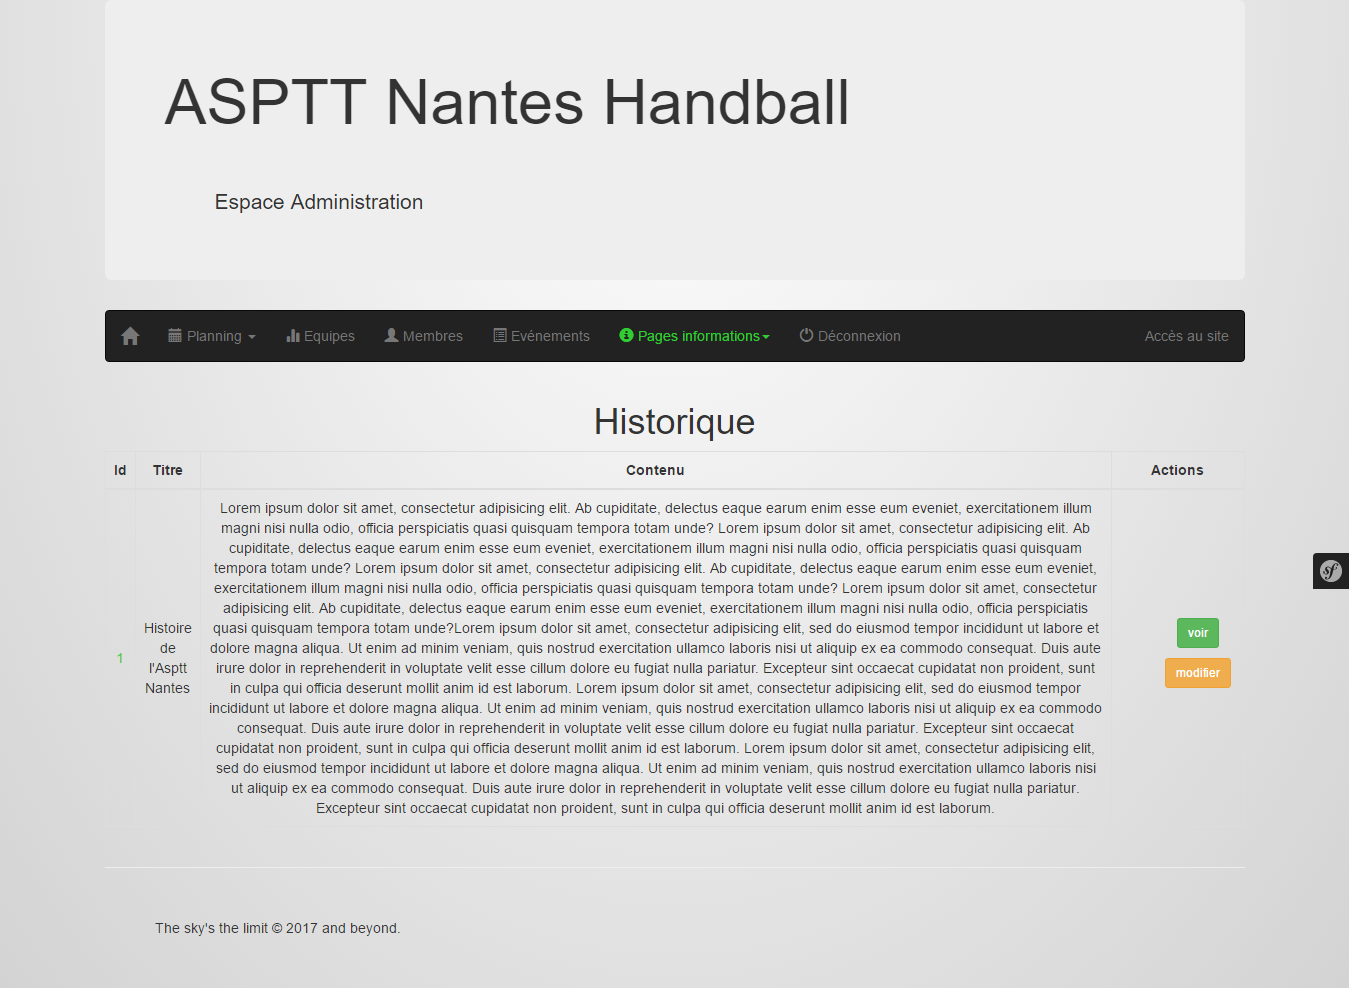 ASPTT Nantes Handball
Espace Administration
Planning Equipes Membres Evénements Pages informations Déconnexion Accès au site
Historique
Id Titre Contenu Actions
1
Histoire
de
l'Asptt
Nantes
Lorem ipsum dolor sit amet, consectetur adipisicing elit. Ab cupiditate, delectus eaque earum enim esse eum eveniet, exercitationem illum
magni nisi nulla odio, officia perspiciatis quasi quisquam tempora totam unde? Lorem ipsum dolor sit amet, consectetur adipisicing elit. Ab
cupiditate, delectus eaque earum enim esse eum eveniet, exercitationem illum magni nisi nulla odio, officia perspiciatis quasi quisquam
tempora totam unde? Lorem ipsum dolor sit amet, consectetur adipisicing elit. Ab cupiditate, delectus eaque earum enim esse eum eveniet,
exercitationem illum magni nisi nulla odio, officia perspiciatis quasi quisquam tempora totam unde? Lorem ipsum dolor sit amet, consectetur
adipisicing elit. Ab cupiditate, delectus eaque earum enim esse eum eveniet, exercitationem illum magni nisi nulla odio, officia perspiciatis
quasi quisquam tempora totam unde?Lorem ipsum dolor sit amet, consectetur adipisicing elit, sed do eiusmod tempor incididunt ut labore et
dolore magna aliqua. Ut enim ad minim veniam, quis nostrud exercitation ullamco laboris nisi ut aliquip ex ea commodo consequat. Duis aute
irure dolor in reprehenderit in voluptate velit esse cillum dolore eu fugiat nulla pariatur. Excepteur sint occaecat cupidatat non proident, sunt
in culpa qui officia deserunt mollit anim id est laborum. Lorem ipsum dolor sit amet, consectetur adipisicing elit, sed do eiusmod tempor
incididunt ut labore et dolore magna aliqua. Ut enim ad minim veniam, quis nostrud exercitation ullamco laboris nisi ut aliquip ex ea commodo
consequat. Duis aute irure dolor in reprehenderit in voluptate velit esse cillum dolore eu fugiat nulla pariatur. Excepteur sint occaecat
cupidatat non proident, sunt in culpa qui officia deserunt mollit anim id est laborum. Lorem ipsum dolor sit amet, consectetur adipisicing elit,
sed do eiusmod tempor incididunt ut labore et dolore magna aliqua. Ut enim ad minim veniam, quis nostrud exercitation ullamco laboris nisi
ut aliquip ex ea commodo consequat. Duis aute irure dolor in reprehenderit in voluptate velit esse cillum dolore eu fugiat nulla pariatur.
Excepteur sint occaecat cupidatat non proident, sunt in culpa qui officia deserunt mollit anim id est laborum.
voir
modifier
sf
The sky's the limit © 2017 and beyond.